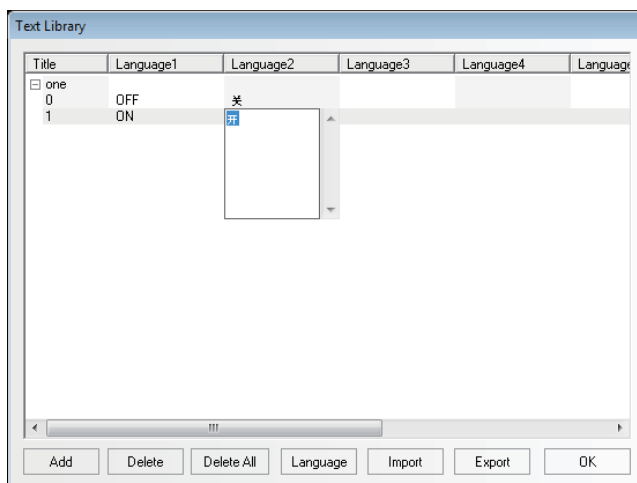 Text Library
Title Language1 Language2 Language3 Language4 Language
one
0 OFF 关
1 ON 开
Add Delete Delete All Language Import Export OK